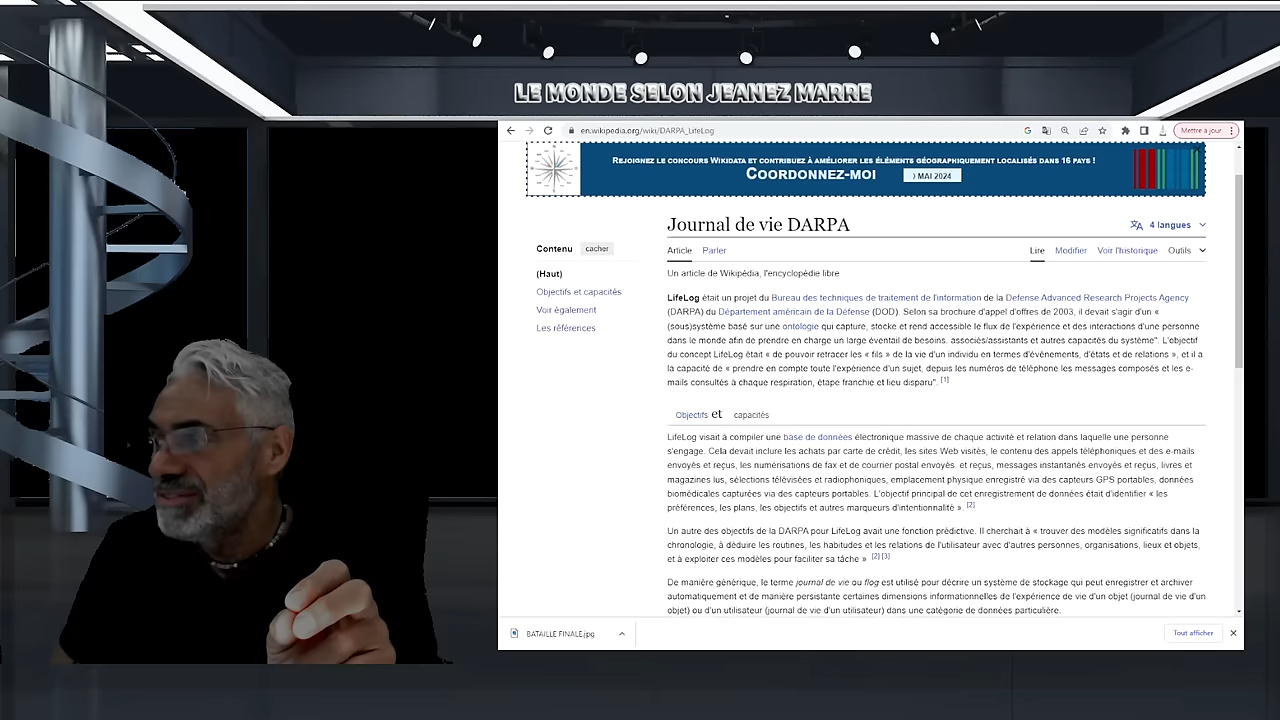 LE MONDE SELON JEANEZ MARRE
en.wikipedia.org/wiki/DARPA_LifeLog
Mettre à jour
Rejoignez le concours Wikidata et contribuez à améliorer les éléments géographiquement localisés dans 16 pays !
Coordonnez-moi
) MAI 2024
Journal de vie DARPA
4 langues
Contenu cacher
Article Parler Lire Modifier Voir l'historique Outils
(Haut)
Un article de Wikipédia, l'encyclopédie libre
Objectifs et capacités
Voir également
Les références
LifeLog était un projet du Bureau des techniques de traitement de l'information de la Defense Advanced Research Projects Agency
(DARPA) du Département américain de la Défense (DOD). Selon sa brochure d'appel d'offres de 2003, il devait s'agir d'un «
(sous)système basé sur une ontologie qui capture, stocke et rend accessible le flux de l'expérience et des interactions d'une personne
dans le monde afin de prendre en charge un large éventail de besoins. associés/assistants et autres capacités du système". L'objectif
du concept LifeLog était « de pouvoir retracer les « fils » de la vie d'un individu en termes d'événements, d'états et de relations », et il a
la capacité de « prendre en compte toute l'expérience d'un sujet, depuis les numéros de téléphone les messages composés et les e-
mails consultés à chaque respiration, étape franchie et lieu disparu". [1]
Objectifs et capacités
LifeLog visait à compiler une base de données électronique massive de chaque activité et relation dans laquelle une personne
s'engage. Cela devait inclure les achats par carte de crédit, les sites Web visités, le contenu des appels téléphoniques et des e-mails
envoyés et reçus, les numérisations de fax et de courrier postal envoyés. et reçus, messages instantanés envoyés et reçus, livres et
magazines lus, sélections télévisées et radiophoniques, emplacement physique enregistré via des capteurs GPS portables, données
biomédicales capturées via des capteurs portables. L'objectif principal de cet enregistrement de données était d'identifier « les
préférences, les plans, les objectifs et autres marqueurs d'intentionnalité ». [2]
Un autre des objectifs de la DARPA pour LifeLog avait une fonction prédictive. Il cherchait à « trouver des modèles significatifs dans la
chronologie, à déduire les routines, les habitudes et les relations de l'utilisateur avec d'autres personnes, organisations, lieux et objets,
et à exploiter ces modèles pour faciliter sa tâche » [2] [3]
De manière générique, le terme journal de vie ou flog est utilisé pour décrire un système de stockage qui peut enregistrer et archiver
automatiquement et de manière persistante certaines dimensions informationnelles de l'expérience de vie d'un objet (journal de vie d'un
objet) ou d'un utilisateur (journal de vie d'un utilisateur) dans une catégorie de données particulière.
BATAILLE FINALE.jpg
Tout afficher